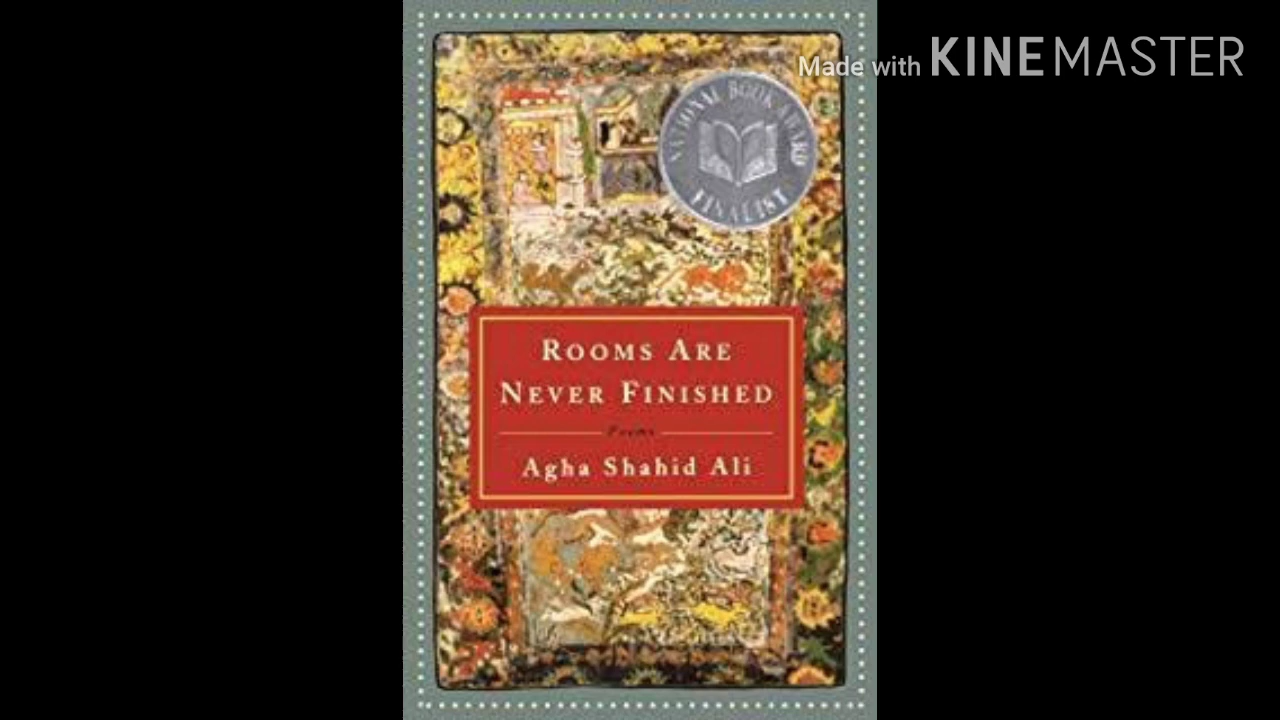 Made with KINEMASTER
NATIONAL BOOK AWARD
FINALIST
ROOMS ARE
NEVER FINISHED
Poems
Agha Shahid Ali